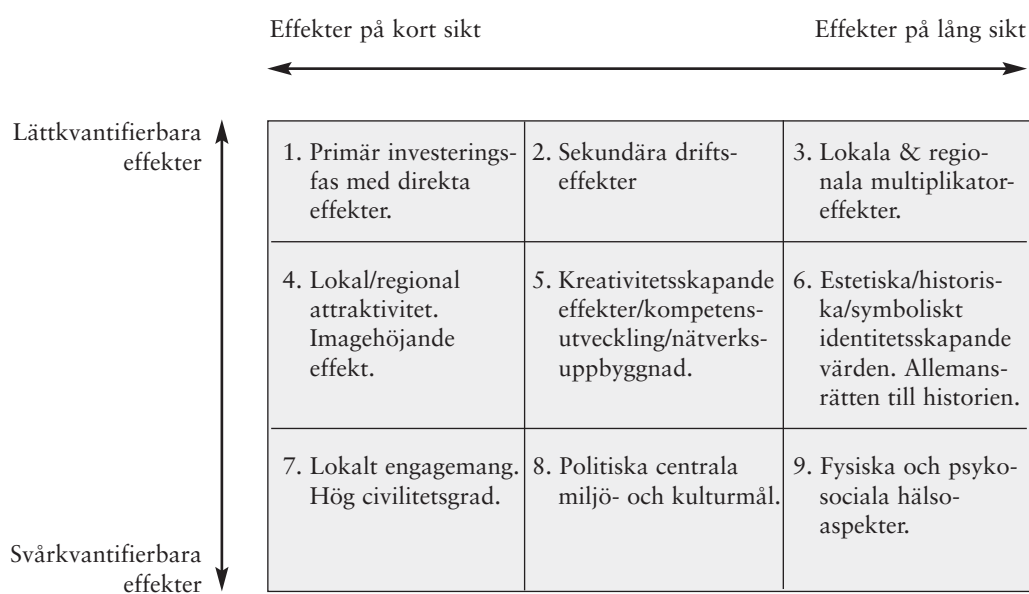 Effekter på kort sikt
Effekter på lång sikt
Lättkvantifierbara
effekter
1. Primär investerings-
fas med direkta
effekter.
2. Sekundära drifts-
effekter
3. Lokala & regio-
nala multiplikator-
effekter.
4. Lokal/regional
attraktivitet.
Imagehöjande
effekt.
5. Kreativitetsskapande
effekter/kompetens-
utveckling/nätverks-
uppbyggnad.
6. Estetiska/historis-
ka/symboliskt
identitetsskapande
värden. Allemans-
rätten till historien.
7. Lokalt engagemang.
Hög civilitetsgrad.
8. Politiska centrala
miljö- och kulturmål.
9. Fysiska och psyko-
sociala hälso-
aspekter.
Svårkvantifierbara
effekter